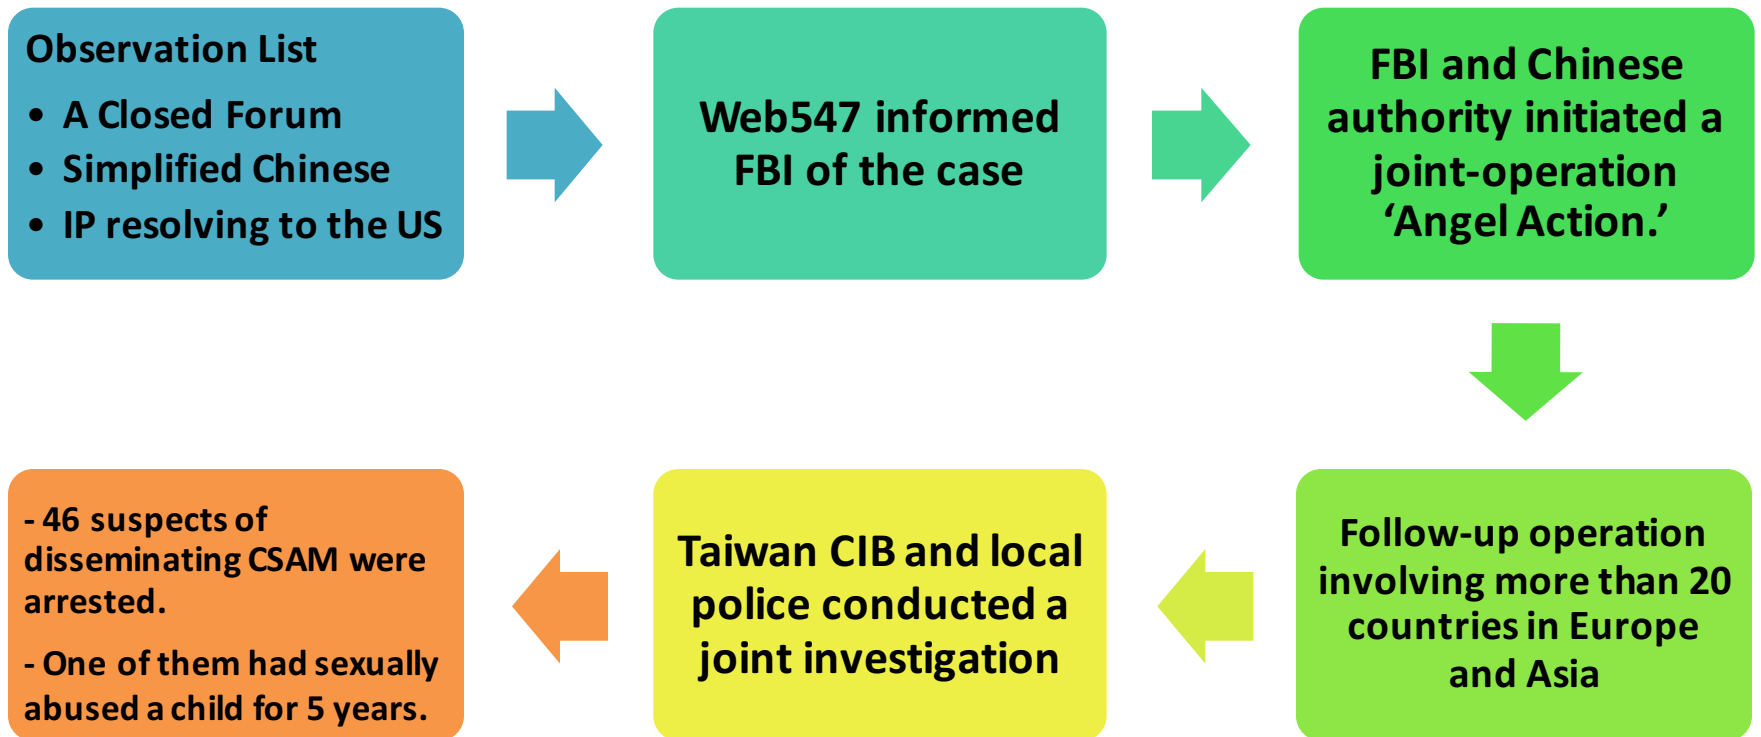 Observation List
• A Closed Forum
• Simplified Chinese
• IP resolving to the US
Web547 informed
FBI of the case
FBI and Chinese
authority initiated a
joint-operation
‘Angel Action.’
Follow-up operation
involving more than 20
countries in Europe
and Asia
Taiwan CIB and local
police conducted a
joint investigation
- 46 suspects of
disseminating CSAM were
arrested.
- One of them had sexually
abused a child for 5 years.